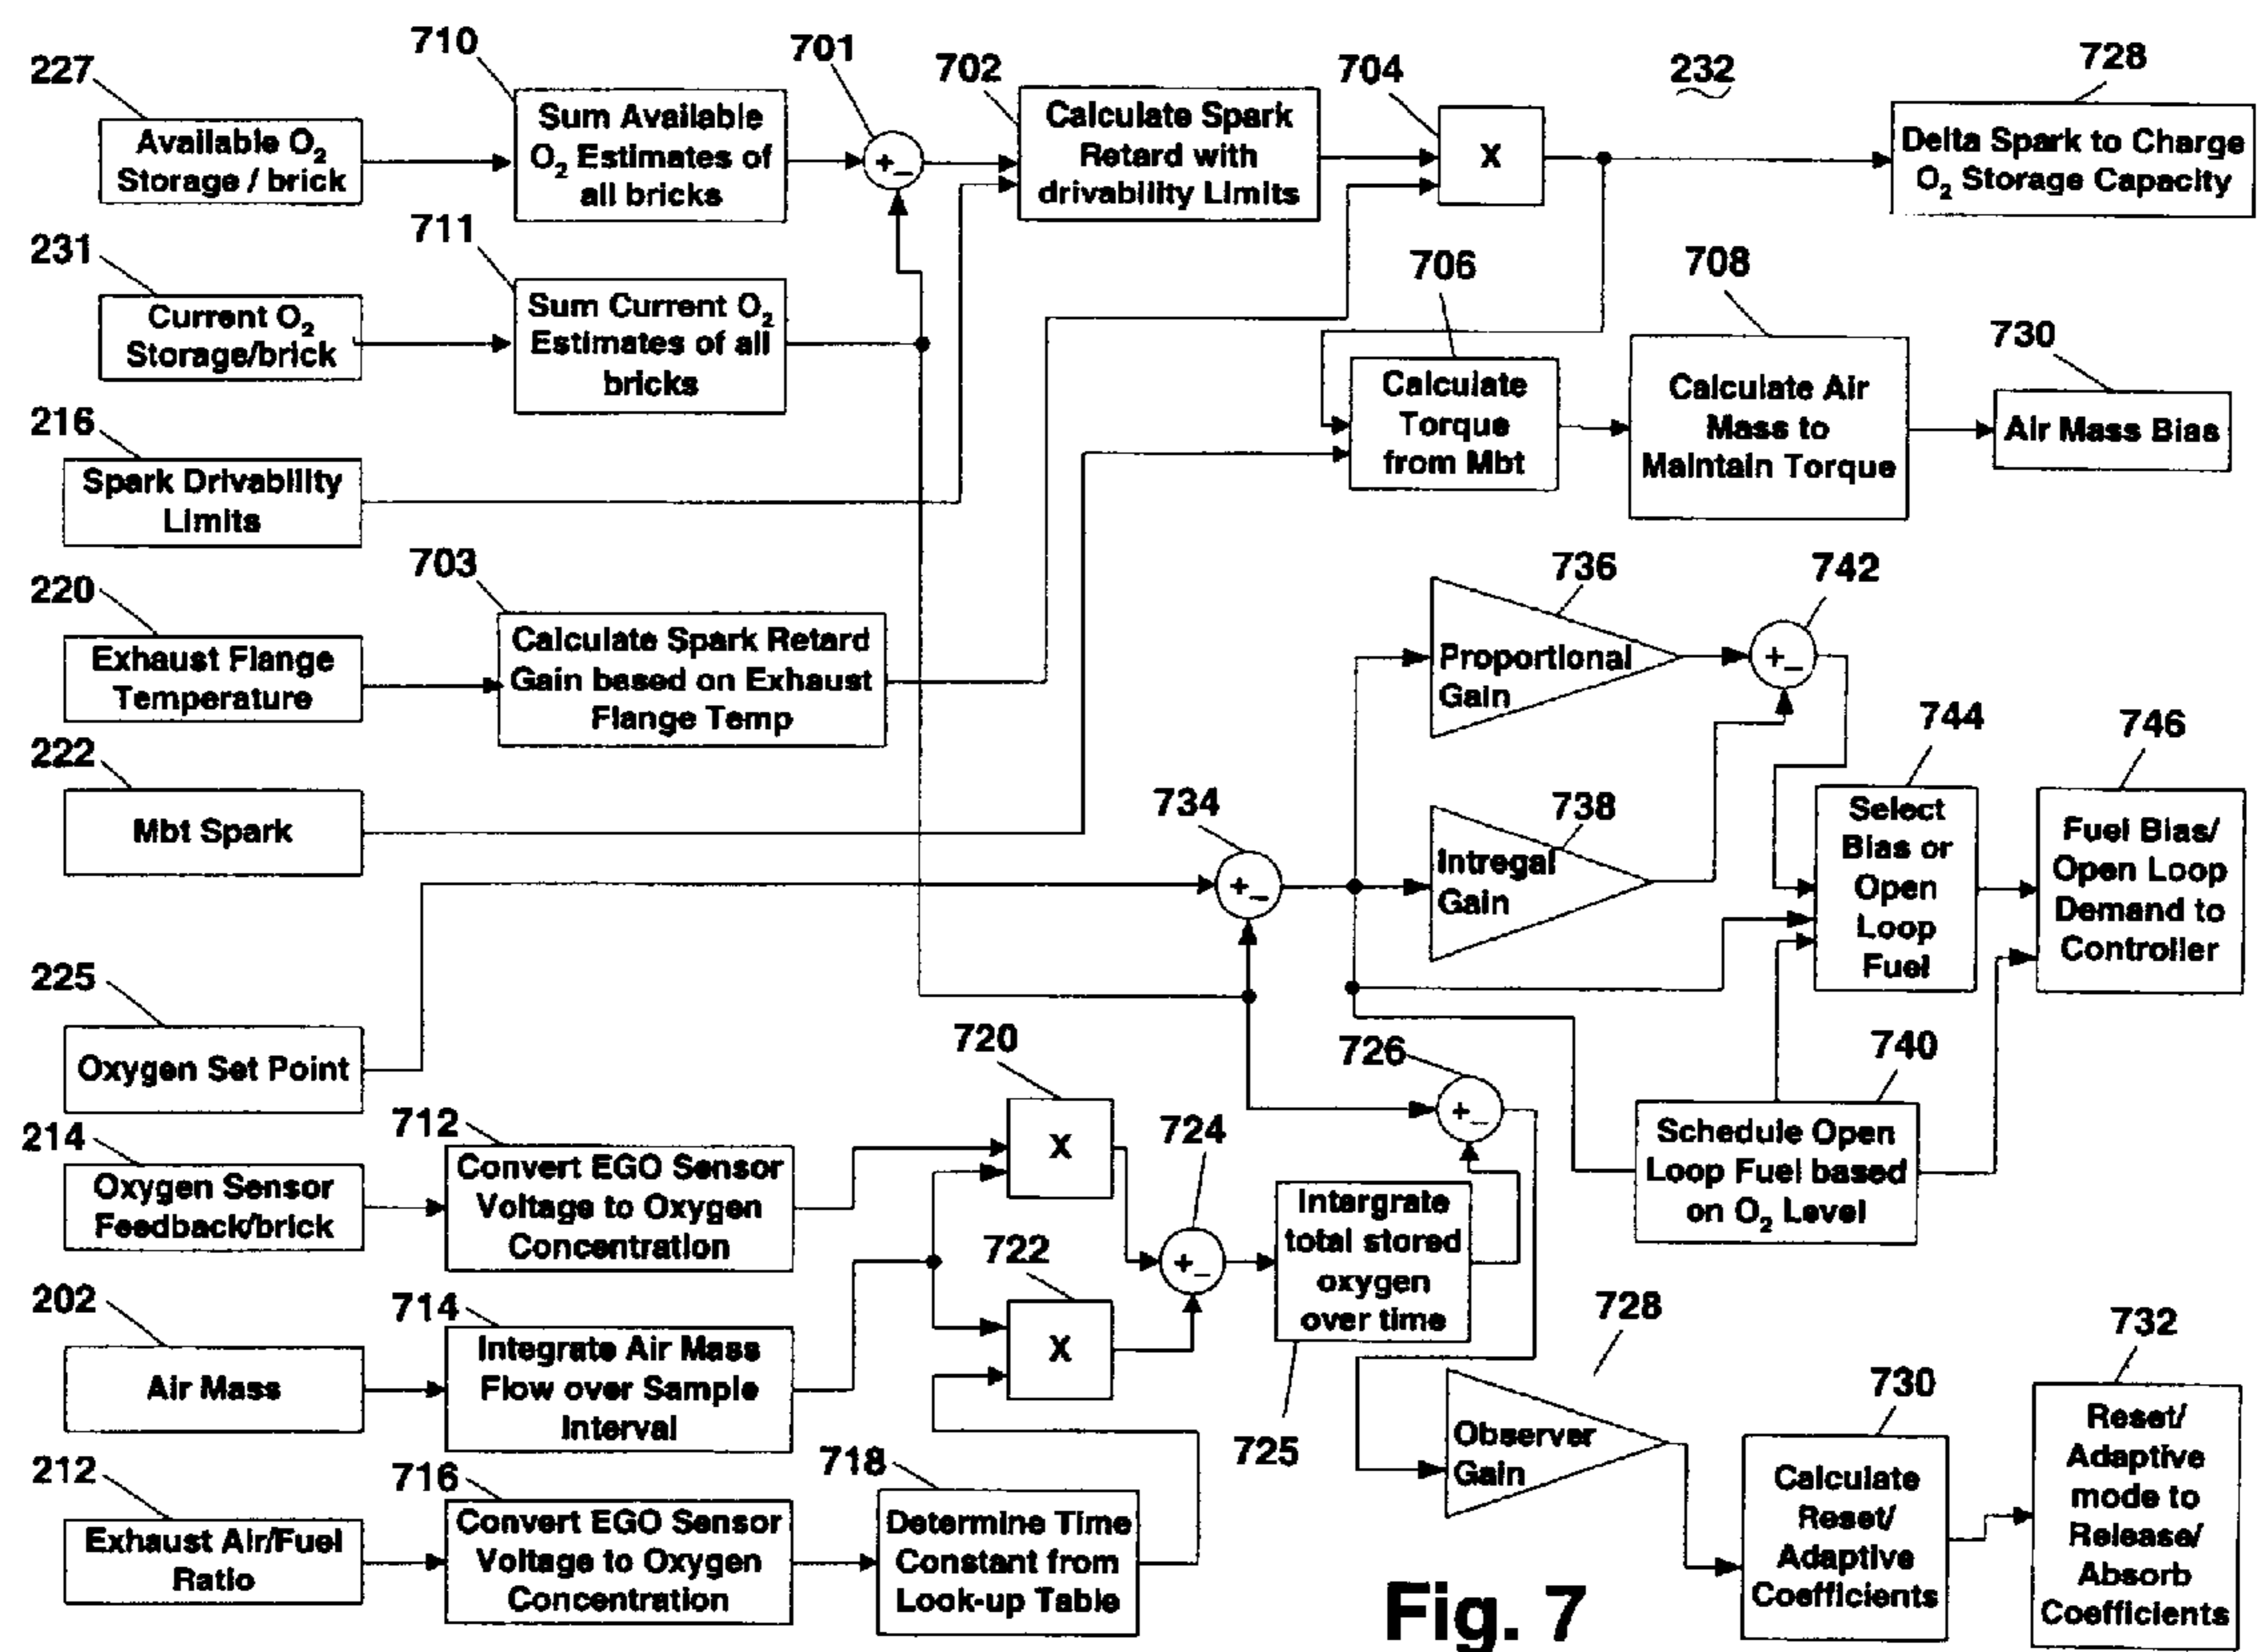 710
701
702
704
232
728
227
Available O₂
Storage / brick
Sum Available
O₂ Estimates of
all bricks
+_
Calculate Spark
Retard with
drivability Limits
X
Delta Spark to Charge
O₂ Storage Capacity
231
711
706
708
730
Current O₂
Storage/brick
Sum Current O₂
Estimates of all
bricks
Calculate
Torque
from Mbt
Calculate Air
Mass to
Maintain Torque
Air Mass Bias
216
Spark Drivability
Limits
220
703
736
742
Exhaust Flange
Temperature
Calculate Spark Retard
Gain based on Exhaust
Flange Temp
Proportional
Gain
+_
222
Mbt Spark
734
738
744
746
+_
Intregal
Gain
Select
Bias or
Open
Loop
Fuel
Fuel Bias/
Open Loop
Demand to
Controller
225
Oxygen Set Point
720
726
740
X
+_
Schedule Open
Loop Fuel based
on O₂ Level
214
712
724
Oxygen Sensor
Feedback/brick
Convert EGO Sensor
Voltage to Oxygen
Concentration
722
+_
Intergrate
total stored
oxygen
over time
725
202
714
Air Mass
Integrate Air Mass
Flow over Sample
Interval
X
728
Observer
Gain
730
732
Calculate
Reset/
Adaptive
Coefficients
Reset/
Adaptive
mode to
Release/
Absorb
Coefficients
212
716
718
Exhaust Air/Fuel
Ratio
Convert EGO Sensor
Voltage to Oxygen
Concentration
Determine Time
Constant from
Look-up Table
Fig. 7